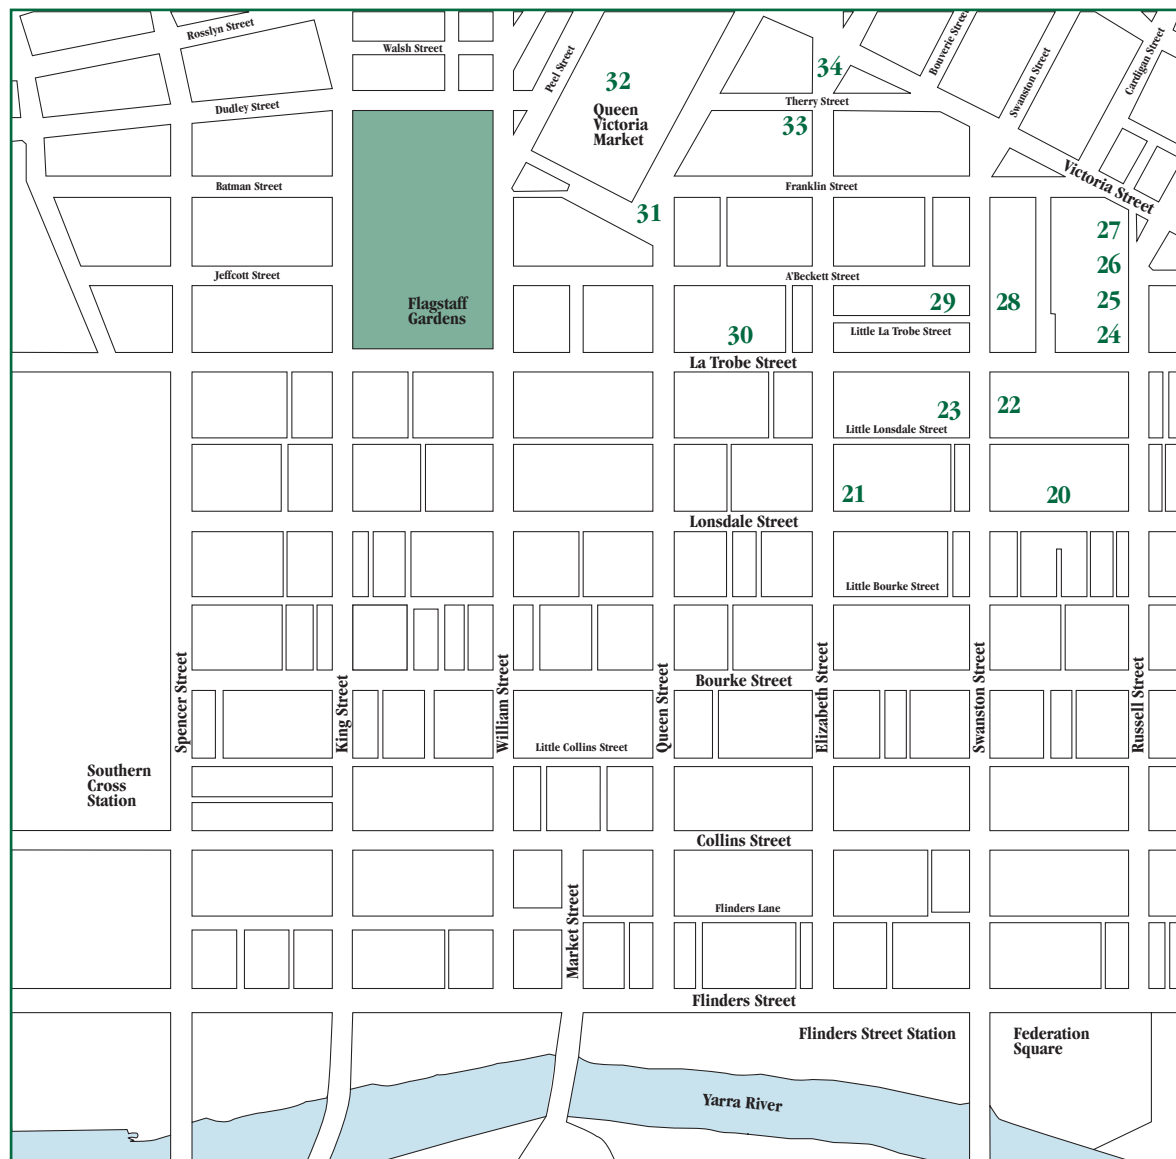 Rosslyn Street
Walsh Street
Peel Street
Bouverie Street
Swanston Street
Cardigan Street
34
32
Queen
Victoria
Market
Dudley Street
Therry Street
33
Victoria Street
Batman Street
Franklin Street
31
27
26
Jeffcott Street
A'Beckett Street
Flagstaff
Gardens
29
28
25
30
Little La Trobe Street
24
La Trobe Street
23
22
Little Lonsdale Street
21
20
Lonsdale Street
Little Bourke Street
Spencer Street
King Street
William Street
Queen Street
Elizabeth Street
Swanston Street
Russell Street
Bourke Street
Little Collins Street
Southern
Cross
Station
Collins Street
Market Street
Flinders Lane
Flinders Street
Flinders Street Station
Federation
Square
Yarra River